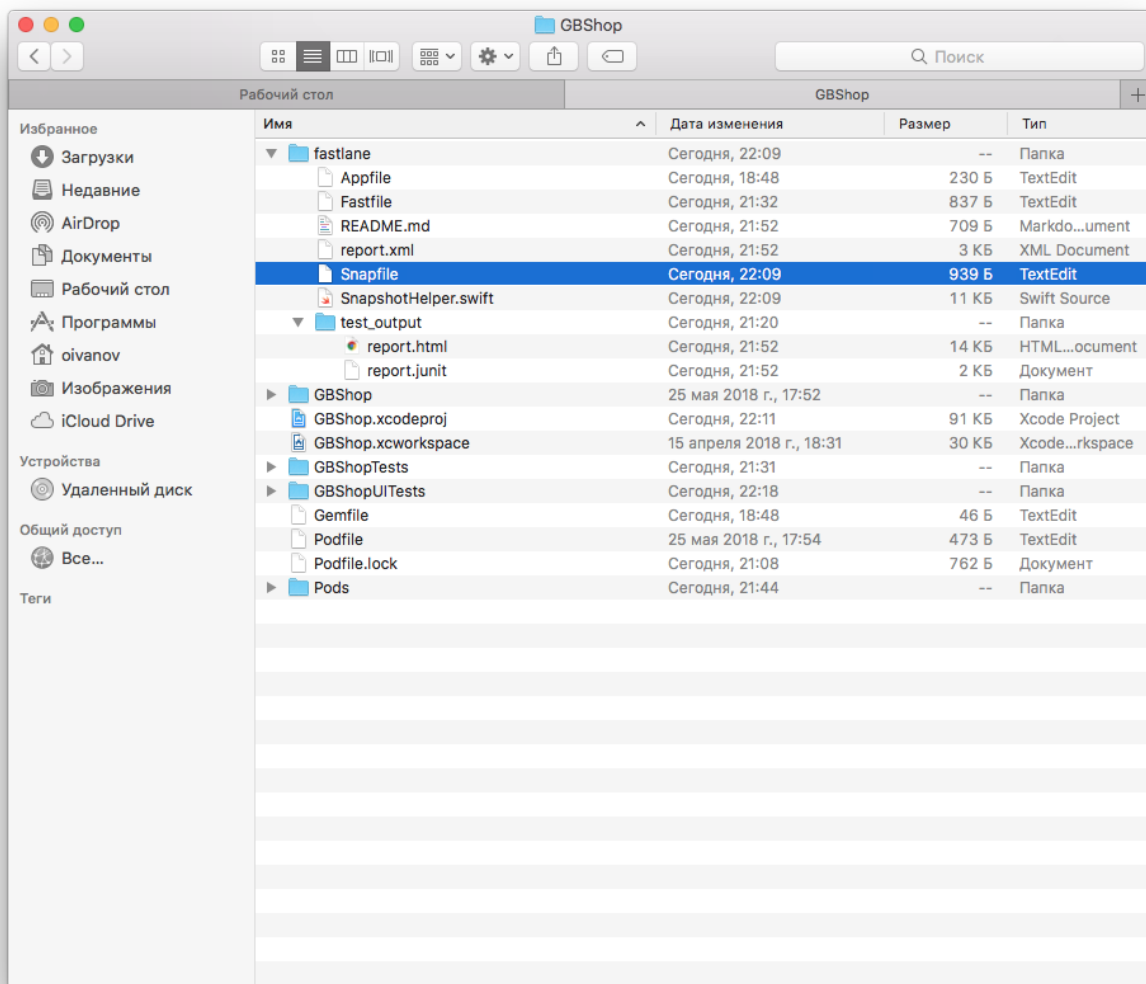 GBShop
Поиск
Рабочий стол GBShop
Избранное
Загрузки
Недавние
AirDrop
Документы
Рабочий стол
Программы
oivanov
Изображения
iCloud Drive
Устройства
Удаленный диск
Общий доступ
Все...
Теги
Имя Дата изменения Размер Тип
fastlane Сегодня, 22:09 -- Папка
Appfile Сегодня, 18:48 230 Б TextEdit
Fastfile Сегодня, 21:32 837 Б TextEdit
README.md Сегодня, 21:52 709 Б Markdo...ument
report.xml Сегодня, 21:52 3 КБ XML Document
Snapfile Сегодня, 22:09 939 Б TextEdit
SnapshotHelper.swift Сегодня, 22:09 11 КБ Swift Source
test_output Сегодня, 21:20 -- Папка
report.html Сегодня, 21:52 14 КБ HTML...ocument
report.junit Сегодня, 21:52 2 КБ Документ
GBShop 25 мая 2018 г., 17:52 -- Папка
GBShop.xcodeproj Сегодня, 22:11 91 КБ Xcode Project
GBShop.xcworkspace 15 апреля 2018 г., 18:31 30 КБ Xcode...rkspace
GBShopTests Сегодня, 21:31 -- Папка
GBShopUITests Сегодня, 22:18 -- Папка
Gemfile Сегодня, 18:48 46 Б TextEdit
Podfile 25 мая 2018 г., 17:54 473 Б TextEdit
Podfile.lock Сегодня, 21:08 762 Б Документ
Pods Сегодня, 21:44 -- Папка